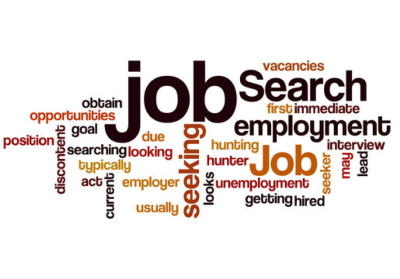 vacancies
job Search
obtain
first immediate
opportunities
goal
due
employment
position
searching looking
hunting
interview
discontent
typically
seeking
hunter
Job
seeker
may
lead
act
current
employer
looks
unemployment
usually
getting hired